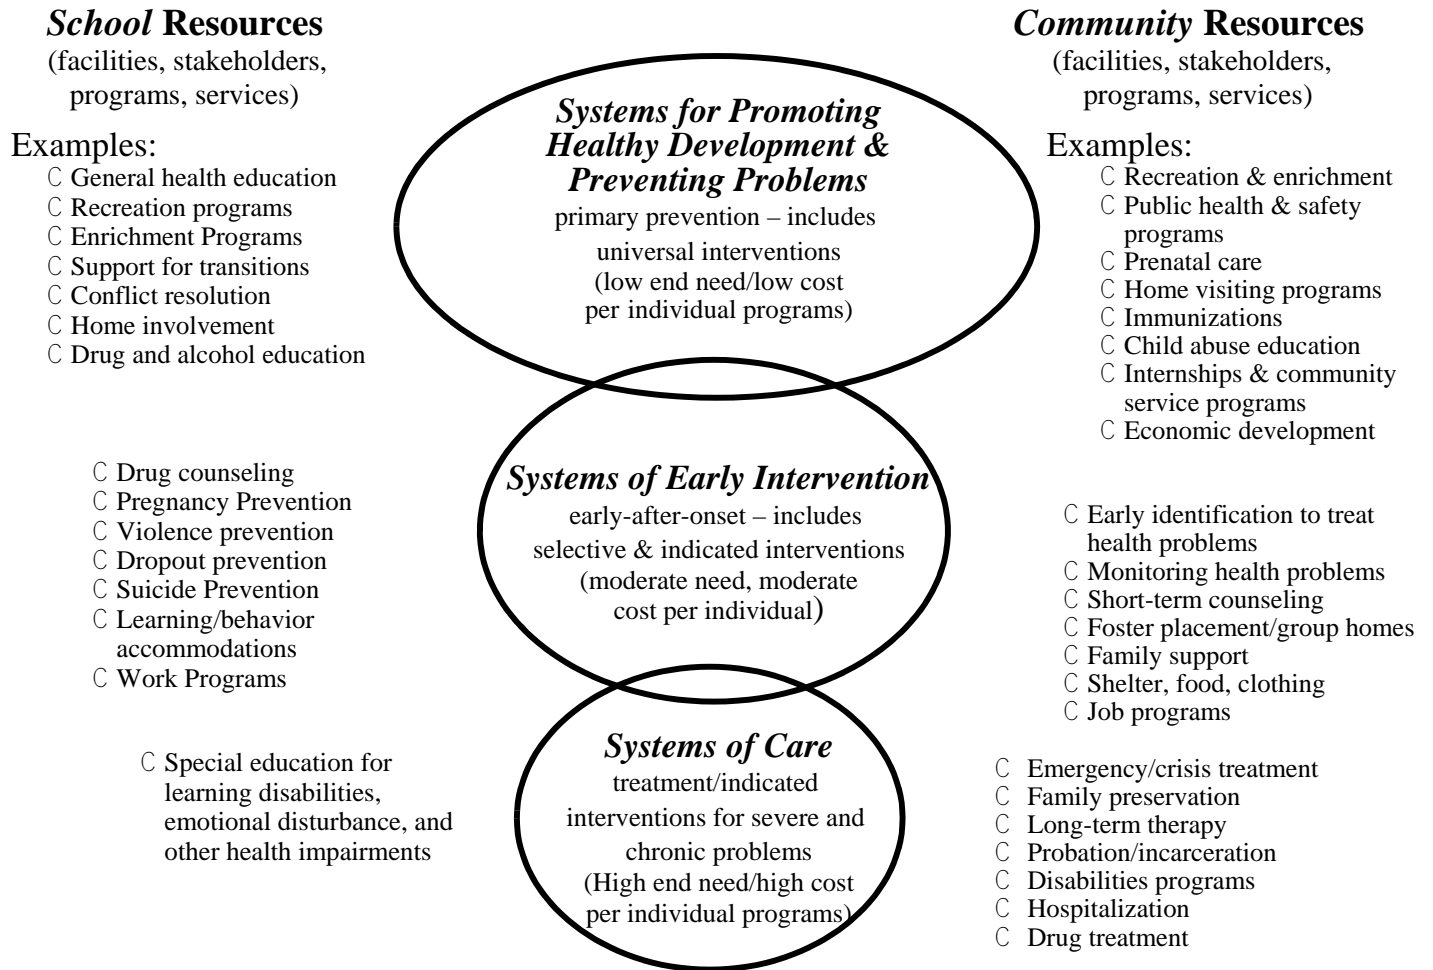 School Resources
(facilities, stakeholders,
programs, services)
Examples:
C General health education
C Recreation programs
C Enrichment Programs
C Support for transitions
C Conflict resolution
C Home involvement
C Drug and alcohol education
C Drug counseling
C Pregnancy Prevention
C Violence prevention
C Dropout prevention
C Suicide Prevention
C Learning/behavior
accommodations
C Work Programs
C Special education for
learning disabilities,
emotional disturbance, and
other health impairments
Systems for Promoting
Healthy Development &
Preventing Problems
primary prevention – includes
universal interventions
(low end need/low cost
per individual programs)
Systems of Early Intervention
early-after-onset – includes
selective & indicated interventions
(moderate need, moderate
cost per individual)
Systems of Care
treatment/indicated
interventions for severe and
chronic problems
(High end need/high cost
per individual programs)
Community Resources
(facilities, stakeholders,
programs, services)
Examples:
C Recreation & enrichment
C Public health & safety
programs
C Prenatal care
C Home visiting programs
C Immunizations
C Child abuse education
C Internships & community
service programs
C Economic development
C Early identification to treat
health problems
C Monitoring health problems
C Short-term counseling
C Foster placement/group homes
C Family support
C Shelter, food, clothing
C Job programs
C Emergency/crisis treatment
C Family preservation
C Long-term therapy
C Probation/incarceration
C Disabilities programs
C Hospitalization
C Drug treatment